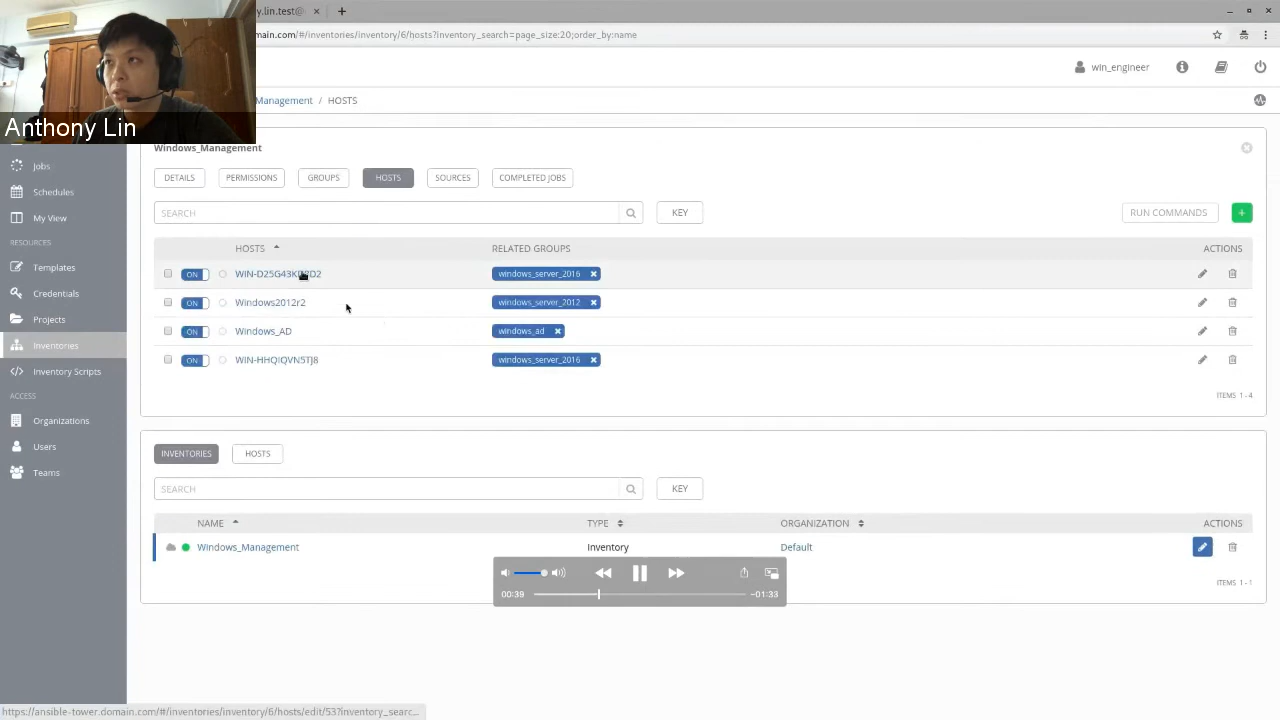 y.lin.test@
main.com/#/inventories/inventory/6/hosts?inventory_search=page_size:20;order_by:name
win_engineer
Management / HOSTS
Anthony Lin
Windows_Management
DETAILS PERMISSIONS GROUPS HOSTS SOURCES COMPLETED JOBS
SEARCH KEY RUN COMMANDS +
HOSTS RELATED GROUPS ACTIONS
ON windows_server_2016
ON Windows2012r2 windows_server_2012
ON Windows_AD windows_ad
ON WIN-HHQIQVN5TJ8 windows_server_2016
ITEMS 1 - 4
Jobs
Schedules
My View
RESOURCES
Templates
Credentials
Projects
Inventories
Inventory Scripts
ACCESS
Organizations
Users
Teams
INVENTORIES HOSTS
SEARCH KEY
NAME TYPE ORGANIZATION ACTIONS
Windows_Management Inventory Default
ITEMS 1 - 1
00:39 -01:33
https://ansible-tower.domain.com/#/inventories/inventory/6/hosts/edit/53?inventory_searc...